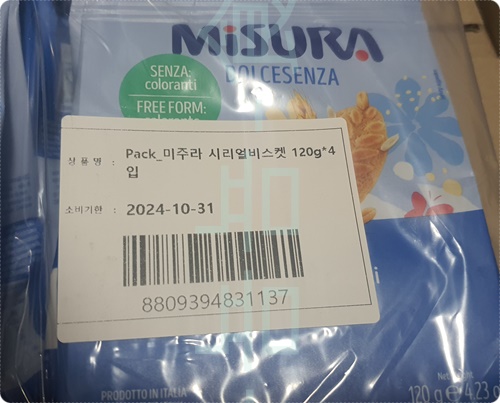 MiSURA
DOLCESENZA
SENZA:
coloranti
FREE FORM:
상품명 : Pack_미주라 시리얼비스켓 120g*4
입
소비기한 : 2024-10-31
8809394831137
PRODOTTO IN ITALIA
120 g e 4.23 o